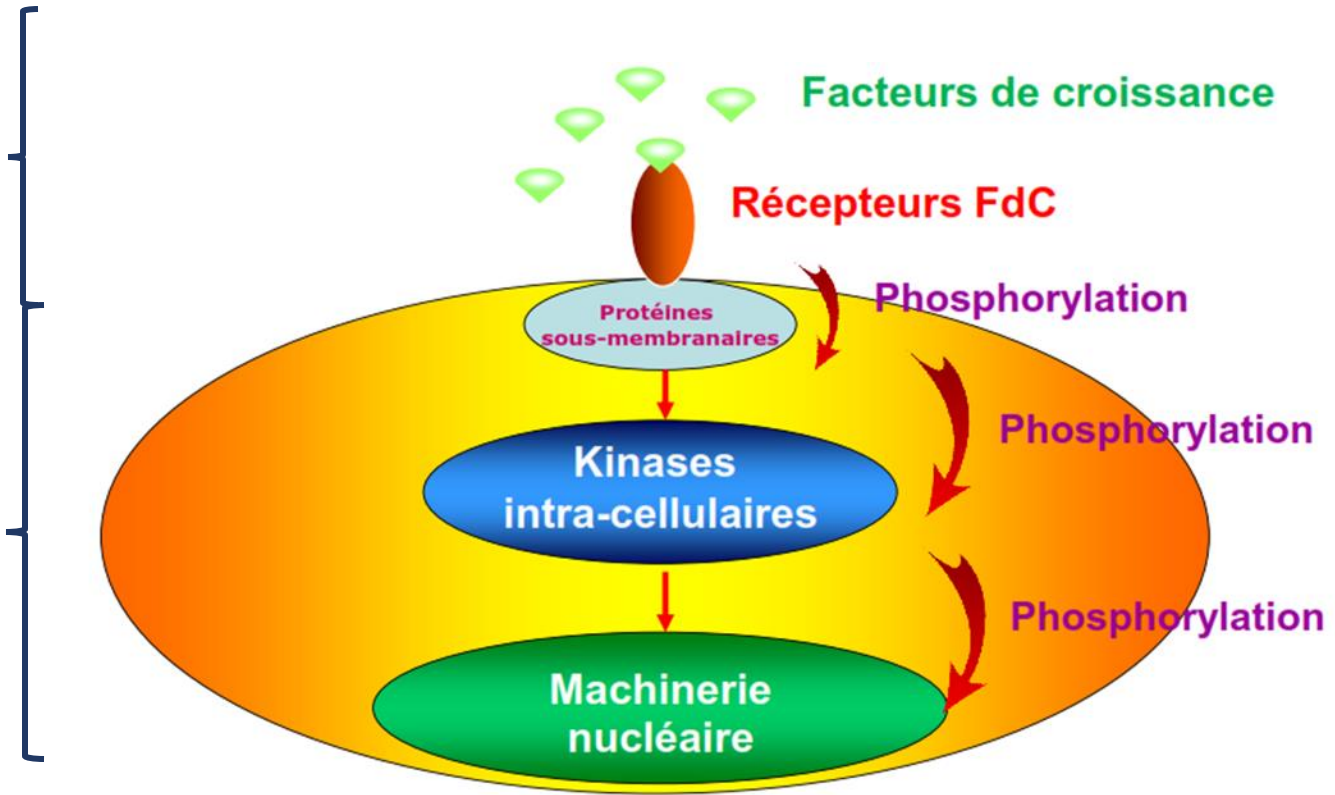 Facteurs de croissance
Récepteurs FdC
Phosphorylation
Protéines
sous-membranaires
Phosphorylation
Kinases
intra-cellulaires
Phosphorylation
Machinerie
nucléaire